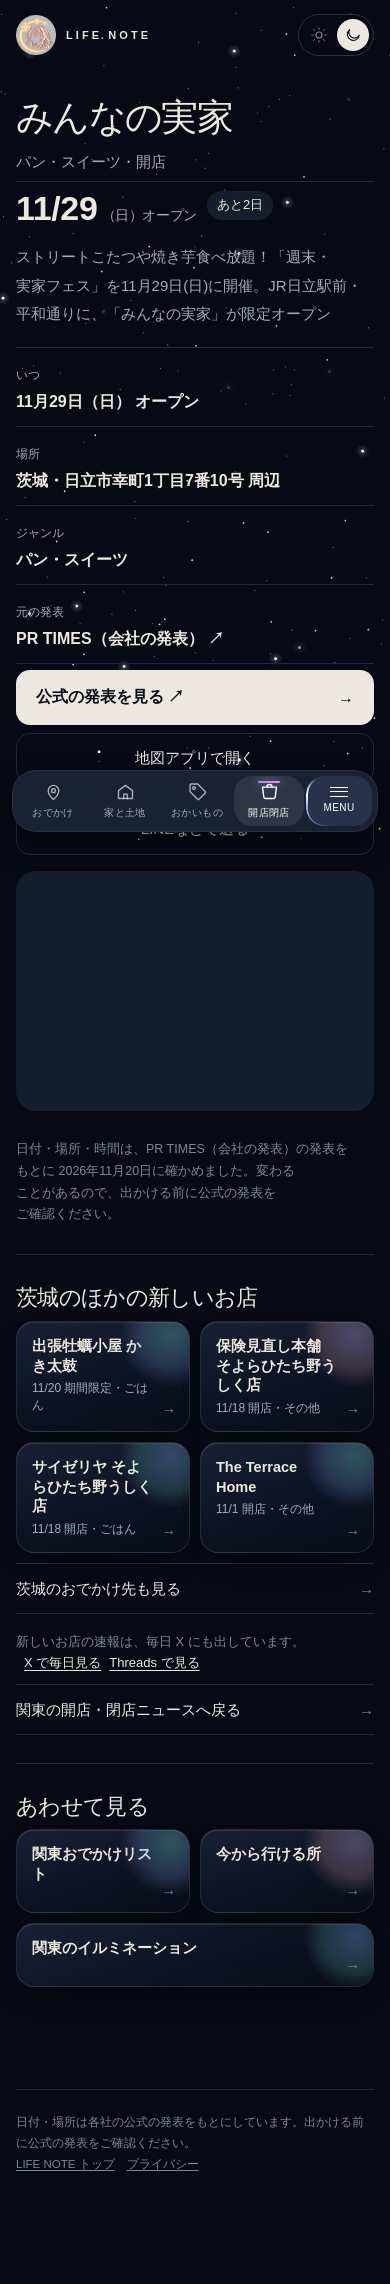 LIFE.NOTE
みんなの実家
パン・スイーツ・開店
11/29 （日）オープン あと2日
ストリートこたつや焼き芋食べ放題！「週末・
実家フェス」を11月29日(日)に開催。JR日立駅前・
平和通りに、「みんなの実家」が限定オープン
いつ
11月29日（日） オープン
場所
茨城・日立市幸町1丁目7番10号 周辺
ジャンル
パン・スイーツ
元の発表
PR TIMES（会社の発表） ↗
公式の発表を見る ↗ →
地図アプリで開く
おでかけ 家と土地 おかいもの 開店閉店 MENU
日付・場所・時間は、PR TIMES（会社の発表）の発表を
もとに 2026年11月20日に確かめました。変わる
ことがあるので、出かける前に公式の発表を
ご確認ください。
茨城のほかの新しいお店
出張牡蠣小屋 か
き太鼓
11/20 期間限定・ごは
ん →
保険見直し本舗
そよらひたち野う
しく店
11/18 開店・その他 →
サイゼリヤ そよ
らひたち野うしく
店
11/18 開店・ごはん →
The Terrace
Home
11/1 開店・その他
→
茨城のおでかけ先も見る →
新しいお店の速報は、毎日 X にも出しています。
X で毎日見る Threads で見る
関東の開店・閉店ニュースへ戻る →
あわせて見る
関東おでかけリス
ト
→
今から行ける所
→
関東のイルミネーション
→
日付・場所は各社の公式の発表をもとにしています。出かける前
に公式の発表をご確認ください。
LIFE NOTE トップ プライバシー